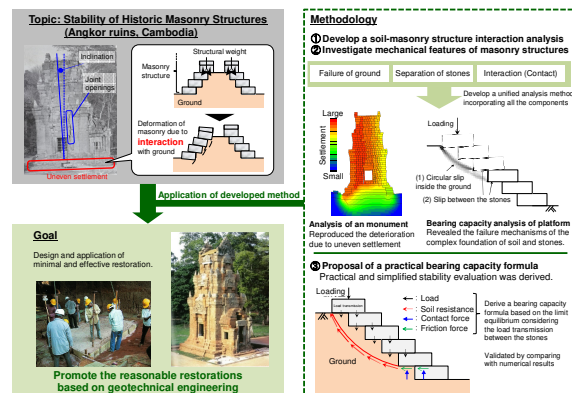 Topic: Stability of Historic Masonry Structures
(Angkor ruins, Cambodia)
Inclination
Joint
openings
Uneven settlement
Structural weight
Masonry
structure
Ground
Deformation of
masonry due to
interaction
with ground
Application of developed method
Goal
Design and application of
minimal and effective restoration.
Promote the reasonable restorations
based on geotechnical engineering
Methodology
① Develop a soil-masonry structure interaction analysis
② Investigate mechanical features of masonry structures
Failure of ground
Separation of stones
Interaction (Contact)
Develop a unified analysis method
incorporating all the components
Large
Settlement
Small
Loading
(1) Circular slip
inside the ground
(2) Slip between the stones
Analysis of a monument
Reproduced the deterioration
due to uneven settlement
Bearing capacity analysis of platform
Revealed the failure mechanisms of the
complex foundation of soil and stones.
③ Proposal of a practical bearing capacity formula
Practical and simplified stability evaluation was derived.
Loading
Load transmission
Ground
: Load
: Soil resistance
: Contact force
: Friction force
Derive a bearing capacity
formula based on the limit
equilibrium considering
the load transmission
between the stones
Validated by comparing
with numerical results